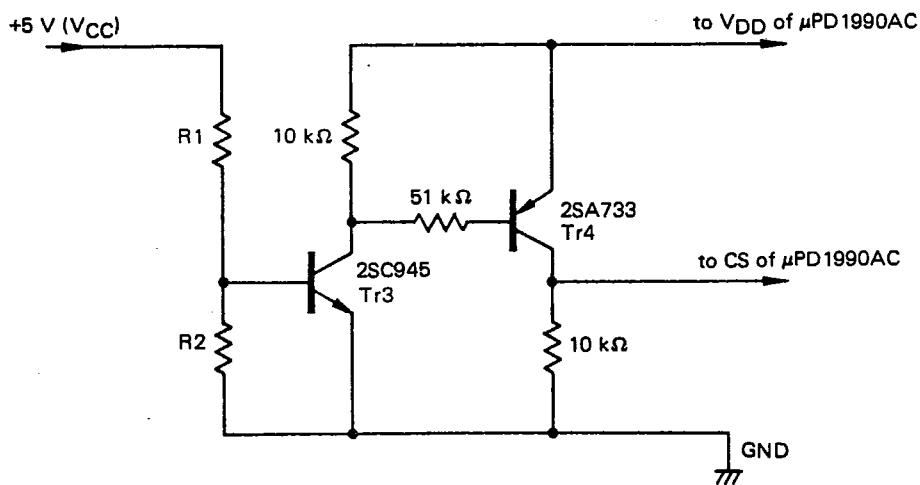 +5 V (VCC)
to VDD of μPD1990AC
R1
10 kΩ
51 kΩ
2SA733
Tr4
to CS of μPD1990AC
2SC945
Tr3
R2
10 kΩ
GND